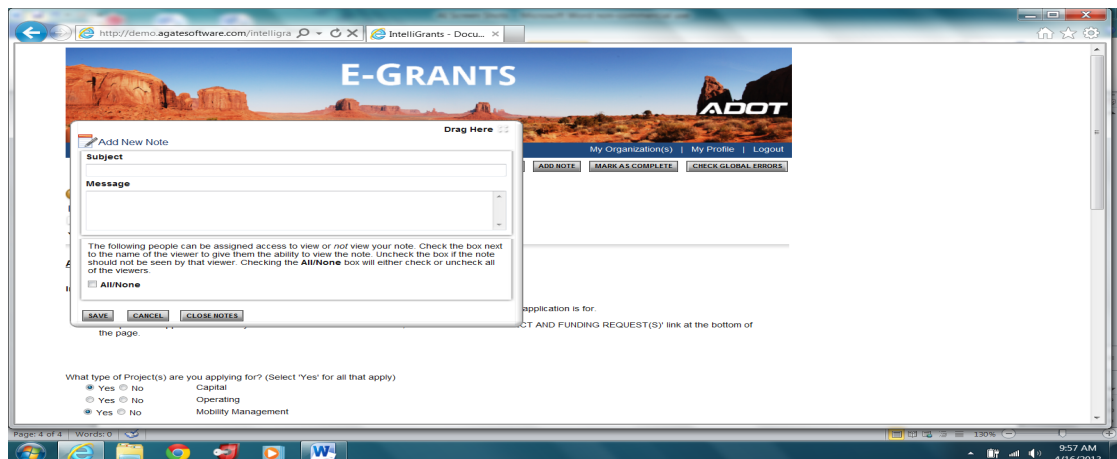 http://demo.agatesoftware.com/intelligra
IntelliGrants - Docu...
E-GRANTS
ADOT
Drag Here
Add New Note
My Organization(s) | My Profile | Logout
Subject
ADD NOTE MARK AS COMPLETE CHECK GLOBAL ERRORS
Message
The following people can be assigned access to view or not view your note. Check the box next
to the name of the viewer to give them the ability to view the note. Uncheck the box if the note
should not be seen by that viewer. Checking the All/None box will either check or uncheck all
of the viewers.
All/None
application is for.
SAVE CANCEL CLOSE NOTES
CT AND FUNDING REQUEST(S)' link at the bottom of
the page.
What type of Project(s) are you applying for? (Select 'Yes' for all that apply)
Yes No Capital
Yes No Operating
Yes No Mobility Management
Page: 4 of 4 Words: 0 130%
9:57 AM
4/16/2013